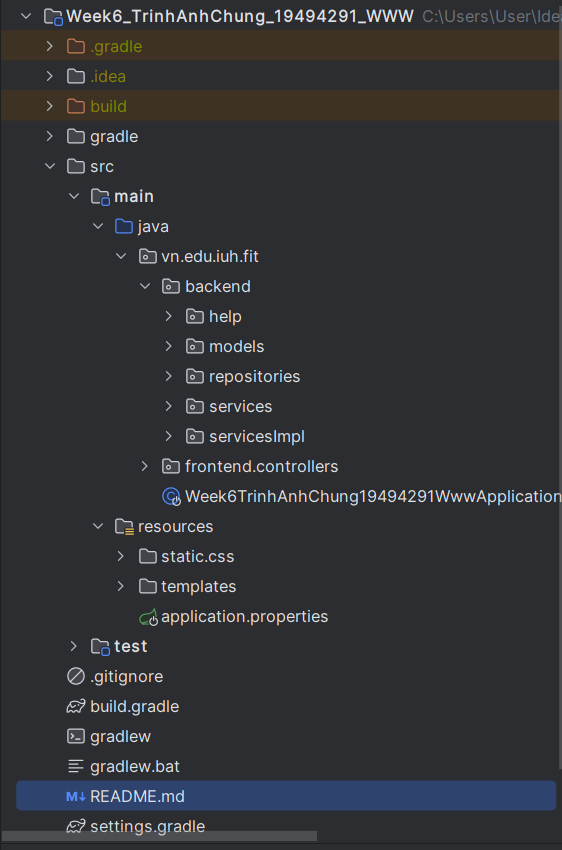 Week6_TrinhAnhChung_19494291_WWW C:\Users\User\Idea
.gradle
.idea
build
gradle
src
main
java
vn.edu.iuh.fit
backend
help
models
repositories
services
servicesImpl
frontend.controllers
Week6TrinhAnhChung19494291WwwApplication
resources
static.css
templates
application.properties
test
.gitignore
build.gradle
gradlew
gradlew.bat
M↓ README.md
settings.gradle